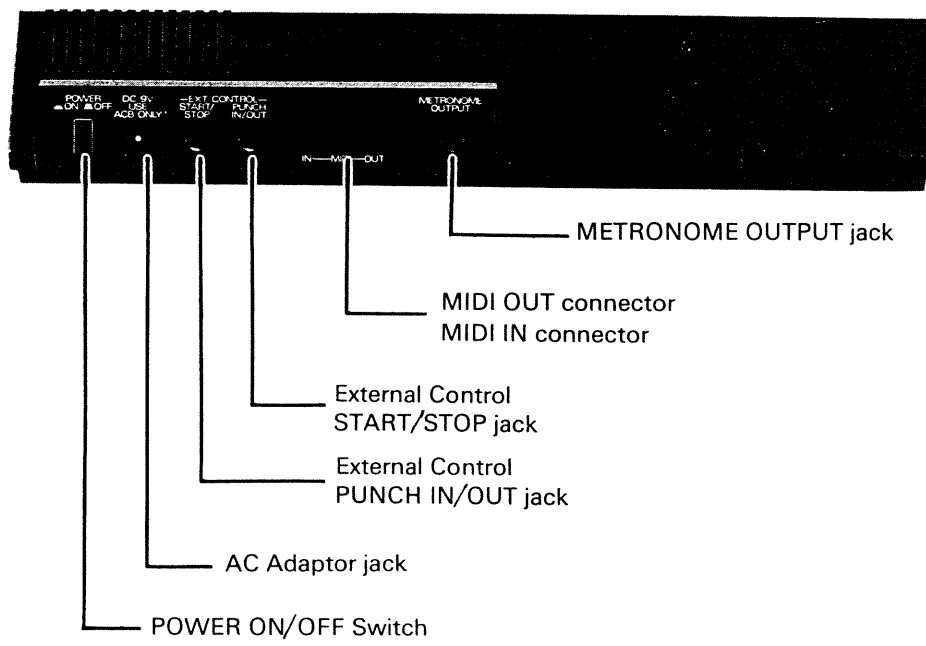 POWER
ON OFF
DC 9V
USE
ACB ONLY
EXT CONTROL
START/
STOP
PUNCH
IN/OUT
METRONOME
OUTPUT
IN—MIDI—OUT
METRONOME OUTPUT jack
MIDI OUT connector
MIDI IN connector
External Control
START/STOP jack
External Control
PUNCH IN/OUT jack
AC Adaptor jack
POWER ON/OFF Switch